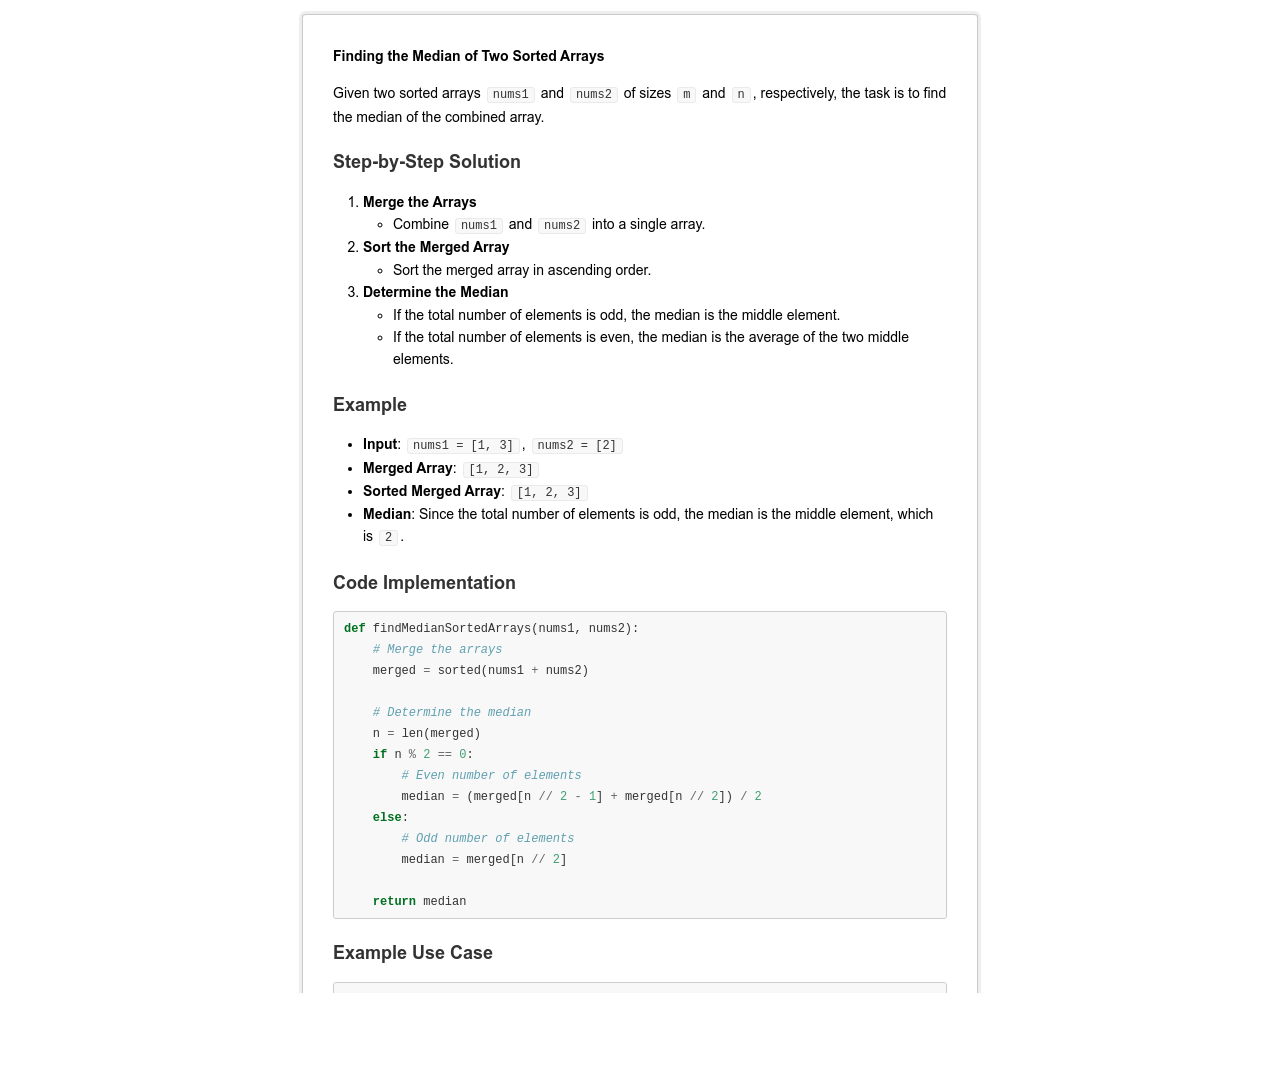 Finding the Median of Two Sorted Arrays
Given two sorted arrays nums1 and nums2 of sizes m and n, respectively, the task is to find
the median of the combined array.
Step-by-Step Solution
1. Merge the Arrays
◦ Combine nums1 and nums2 into a single array.
2. Sort the Merged Array
◦ Sort the merged array in ascending order.
3. Determine the Median
◦ If the total number of elements is odd, the median is the middle element.
◦ If the total number of elements is even, the median is the average of the two middle
elements.
Example
• Input: nums1 = [1, 3], nums2 = [2]
• Merged Array: [1, 2, 3]
• Sorted Merged Array: [1, 2, 3]
• Median: Since the total number of elements is odd, the median is the middle element, which
is 2.
Code Implementation
def findMedianSortedArrays(nums1, nums2):
    # Merge the arrays
    merged = sorted(nums1 + nums2)

    # Determine the median
    n = len(merged)
    if n % 2 == 0:
        # Even number of elements
        median = (merged[n // 2 - 1] + merged[n // 2]) / 2
    else:
        # Odd number of elements
        median = merged[n // 2]

    return median
Example Use Case